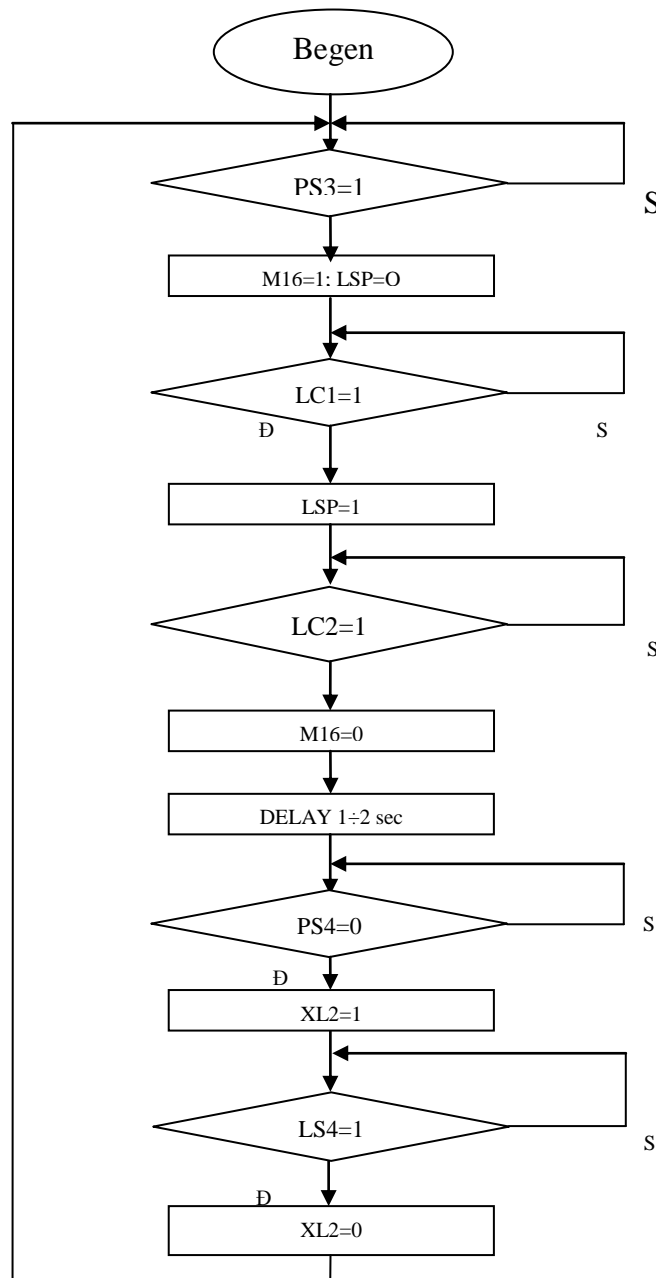 Begen
PS3=1
S
M16=1; LSP=O
LC1=1
Đ
S
LSP=1
LC2=1
S
M16=0
DELAY 1÷2 sec
PS4=0
S
Đ
XL2=1
LS4=1
S
Đ
XL2=0